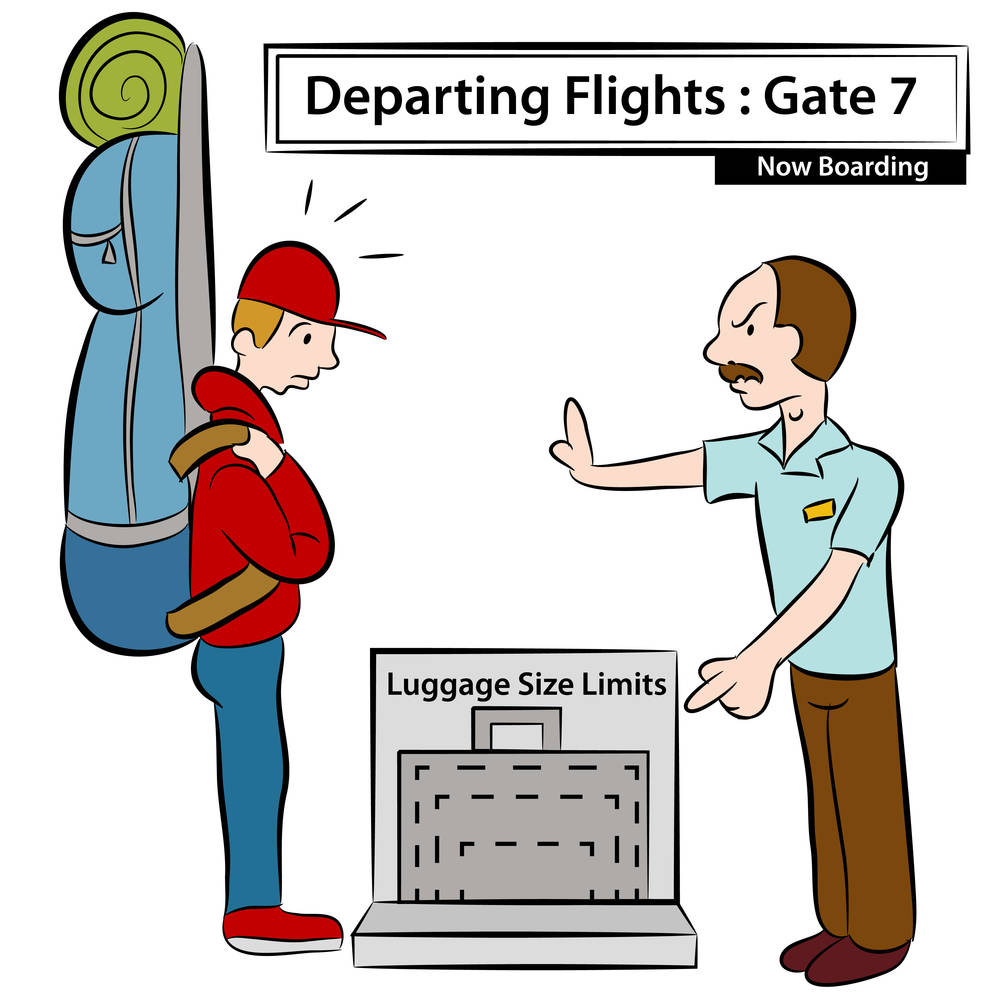 Departing Flights : Gate 7
Now Boarding
Luggage Size Limits